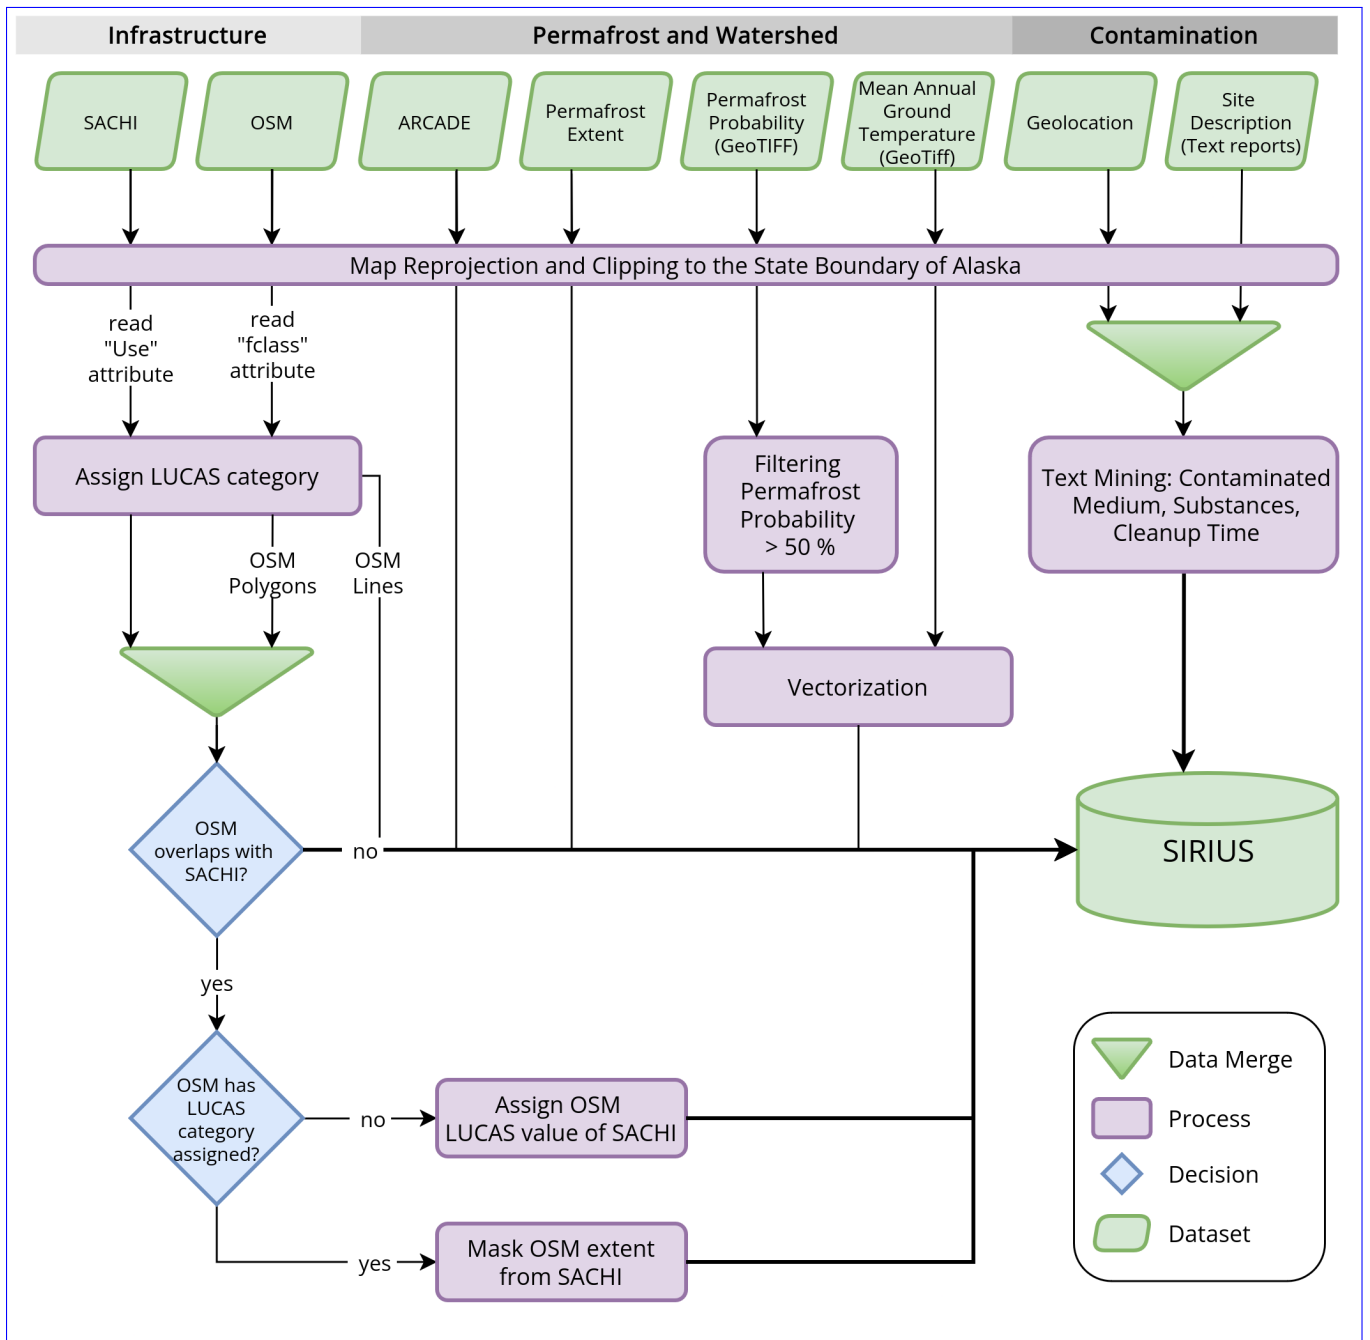 Infrastructure
Permafrost and Watershed
Contamination
SACHI
OSM
ARCADE
Permafrost
Extent
Permafrost
Probability
(GeoTIFF)
Mean Annual
Ground
Temperature
(GeoTiff)
Geolocation
Site
Description
(Text reports)
Map Reprojection and Clipping to the State Boundary of Alaska
read
"Use"
attribute
read
"fclass"
attribute
Assign LUCAS category
Filtering
Permafrost
Probability
> 50 %
Text Mining: Contaminated
Medium, Substances,
Cleanup Time
OSM
Polygons
OSM
Lines
Vectorization
OSM
overlaps with
SACHI?
no
SIRIUS
yes
OSM has
LUCAS
category
assigned?
no
Assign OSM
LUCAS value of SACHI
yes
Mask OSM extent
from SACHI
Data Merge
Process
Decision
Dataset